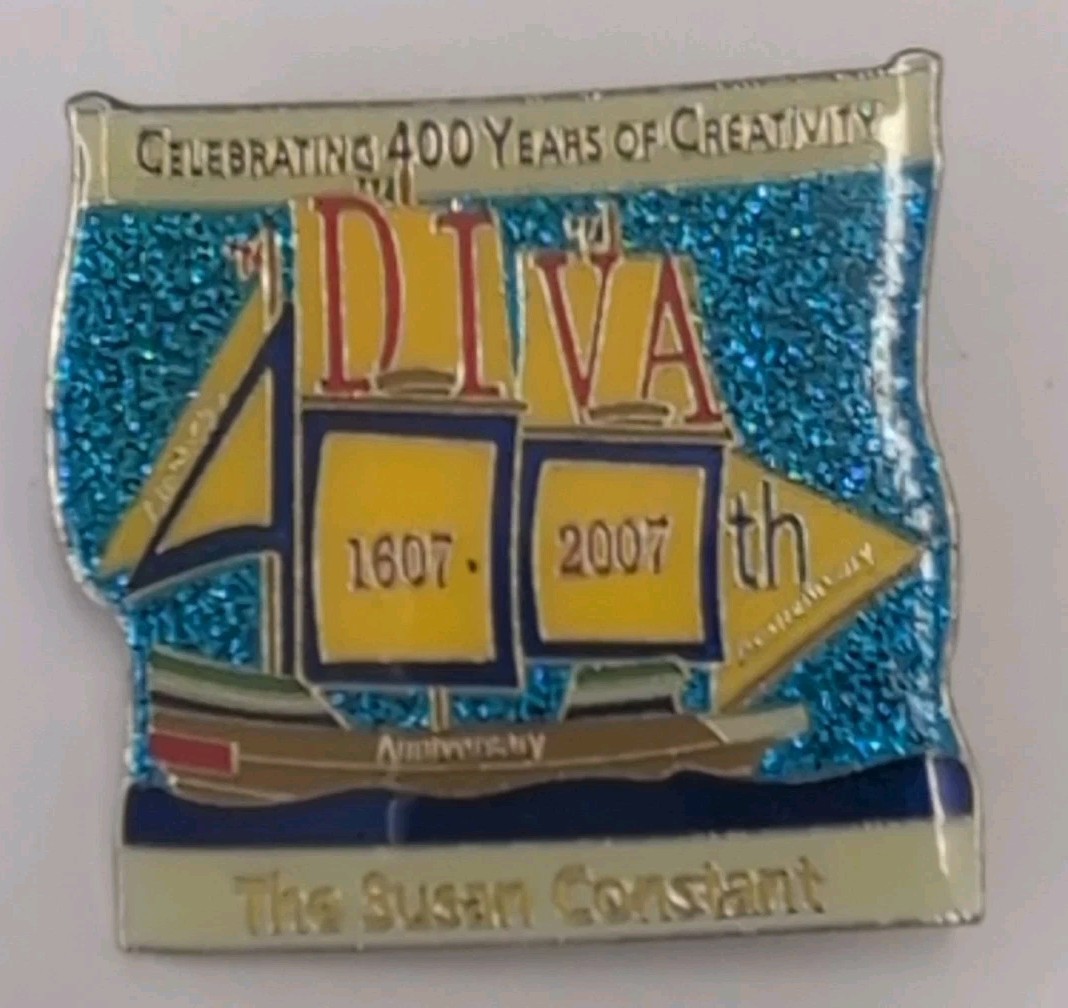 CELEBRATING 400 YEARS OF CREATIVITY
DIVA
1607.
2007
th
Anniversary
The Susan Constant